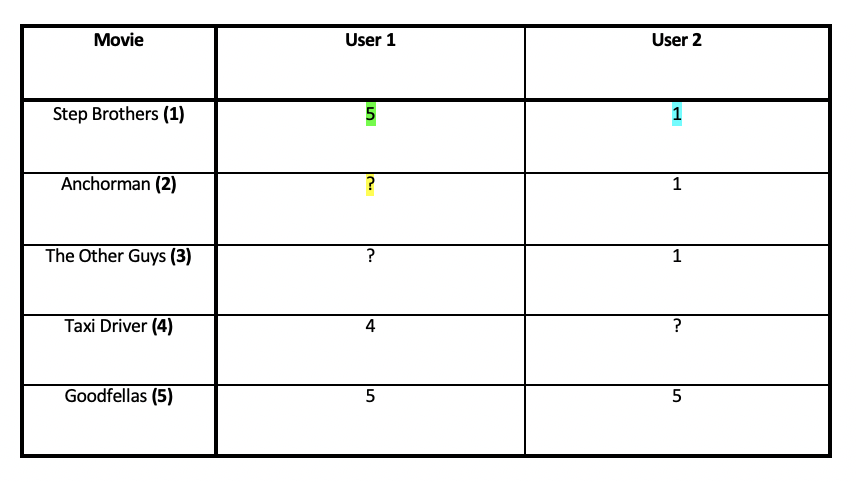 Movie User 1 User 2
Step Brothers (1) 5 1
Anchorman (2) ? 1
The Other Guys (3) ? 1
Taxi Driver (4) 4 ?
Goodfellas (5) 5 5